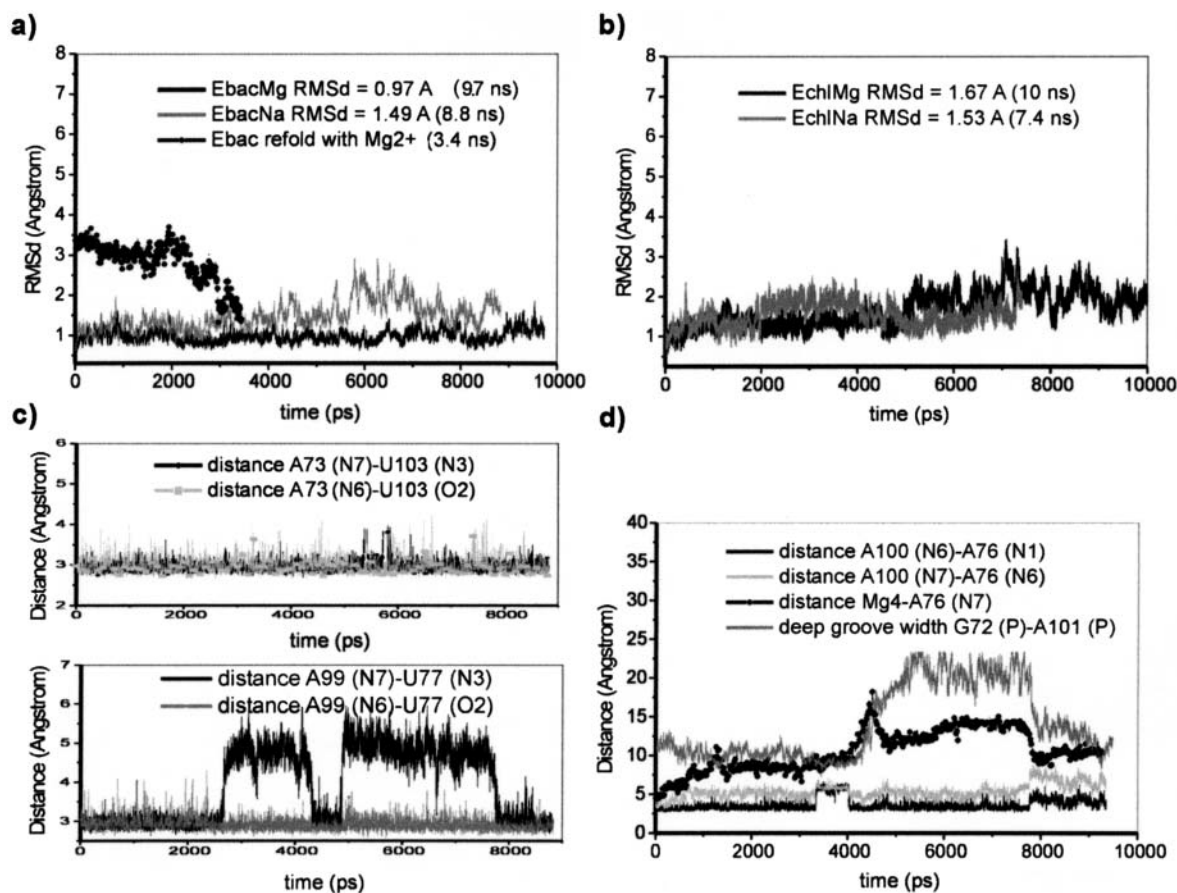 a)
8
7
6
5
4
3
2
1
RMSd (Angstrom)
EbacMg RMSd = 0.97 A (9.7 ns)
EbacNa RMSd = 1.49 A (8.8 ns)
Ebac refold with Mg2+ (3.4 ns)
0 2000 4000 6000 8000 10000
time (ps)
b)
8
7
6
5
4
3
2
1
RMSd (Angstrom)
EchlMg RMSd = 1.67 A (10 ns)
EchlNa RMSd = 1.53 A (7.4 ns)
0 2000 4000 6000 8000 10000
time (ps)
c)
6
5
4
3
2
Distance (Angstrom)
distance A73 (N7)-U103 (N3)
distance A73 (N6)-U103 (O2)
0 2000 4000 6000 8000
time (ps)
7
6
5
4
3
Distance (Angstrom)
distance A99 (N7)-U77 (N3)
distance A99 (N6)-U77 (O2)
0 2000 4000 6000 8000
time (ps)
d)
40
35
30
25
20
15
10
5
0
Distance (Angstrom)
distance A100 (N6)-A76 (N1)
distance A100 (N7)-A76 (N6)
distance Mg4-A76 (N7)
deep groove width G72 (P)-A101 (P)
0 2000 4000 6000 8000 10000
time (ps)